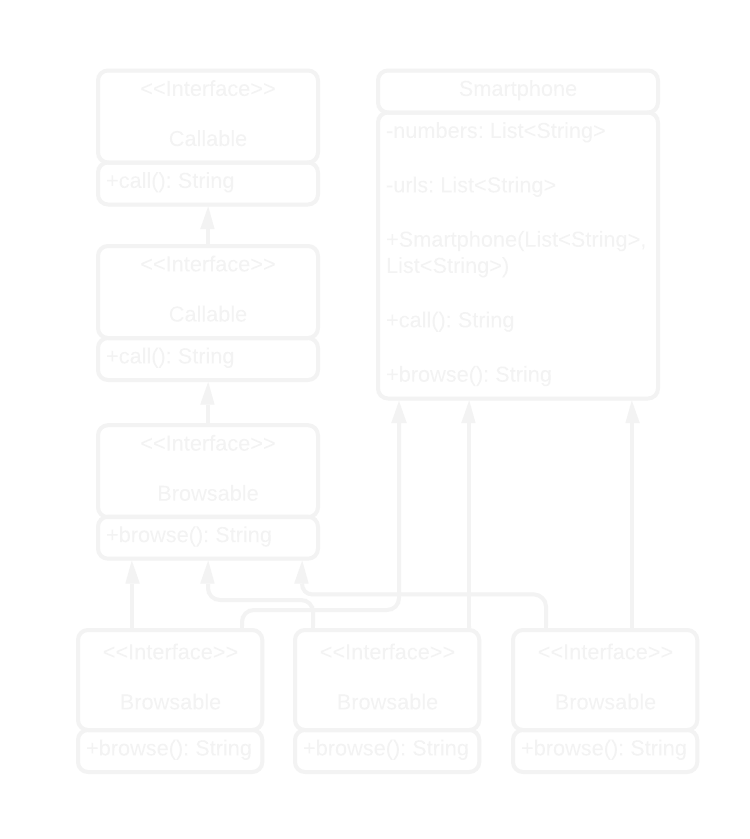 <<Interface>>
Callable
+call(): String
<<Interface>>
Callable
+call(): String
<<Interface>>
Browsable
+browse(): String
Smartphone
-numbers: List<String>
-urls: List<String>
+Smartphone(List<String>,
List<String>)
+call(): String
+browse(): String
<<Interface>>
Browsable
+browse(): String
<<Interface>>
Browsable
+browse(): String
<<Interface>>
Browsable
+browse(): String